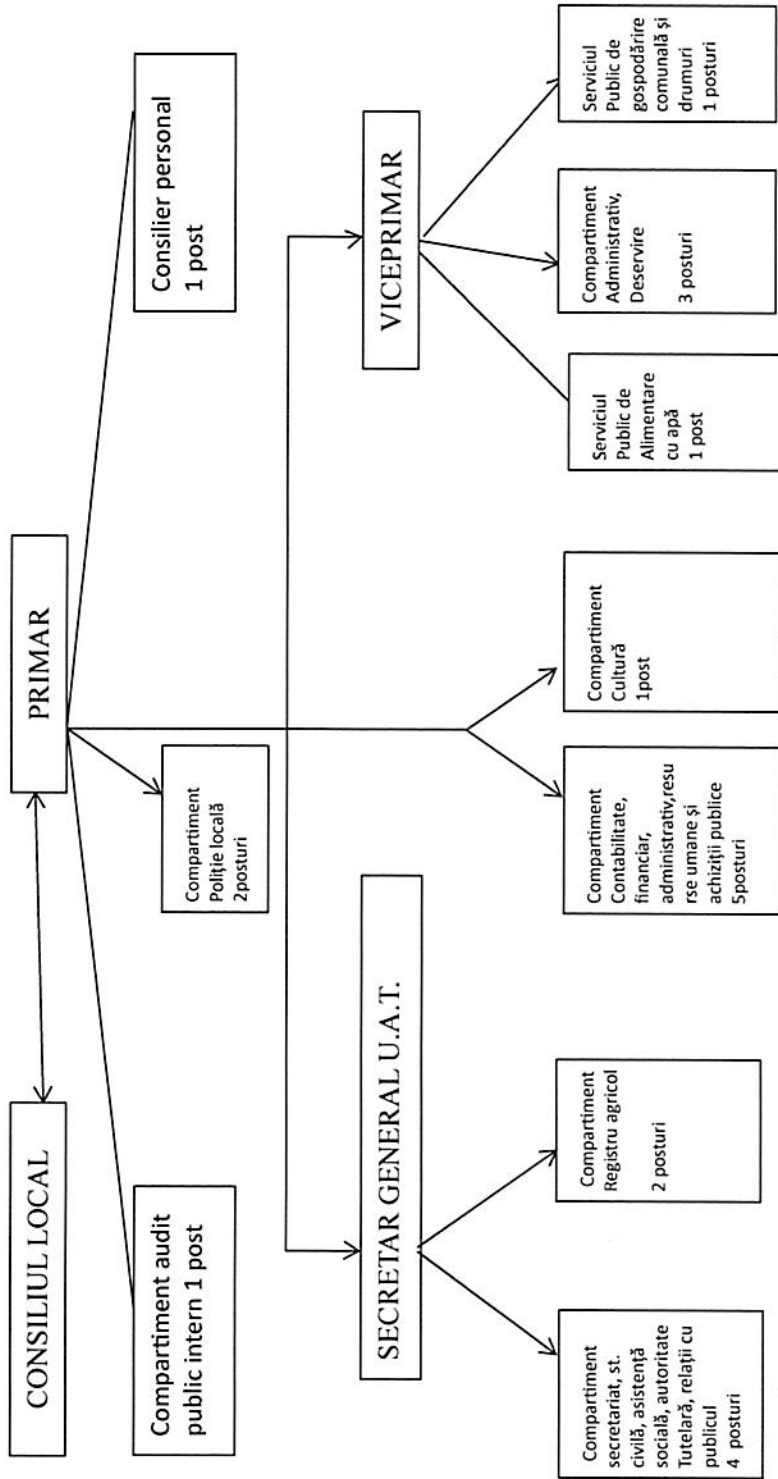 CONSILIUL LOCAL
PRIMAR
Compartiment audit
public intern 1 post
Compartiment
Poliție locală
2posturi
Consilier personal
1 post
SECRETAR GENERAL U.A.T.
VICEPRIMAR
Compartiment
secretariat, st.
civilă, asistență
socială, autoritate
Tutelară, relații cu
publicul
4 posturi
Compartiment
Registru agricol
2 posturi
Compartiment
Contabilitate,
financiar,
administrativ,resu
rse umane și
achiziții publice
5posturi
Compartiment
Cultură
1post
Serviciul
Public de
Alimentare
cu apă
1 post
Compartiment
Administrativ,
Deservire
3 posturi
Serviciul
Public de
gospodărire
comunală și
drumuri
1 posturi